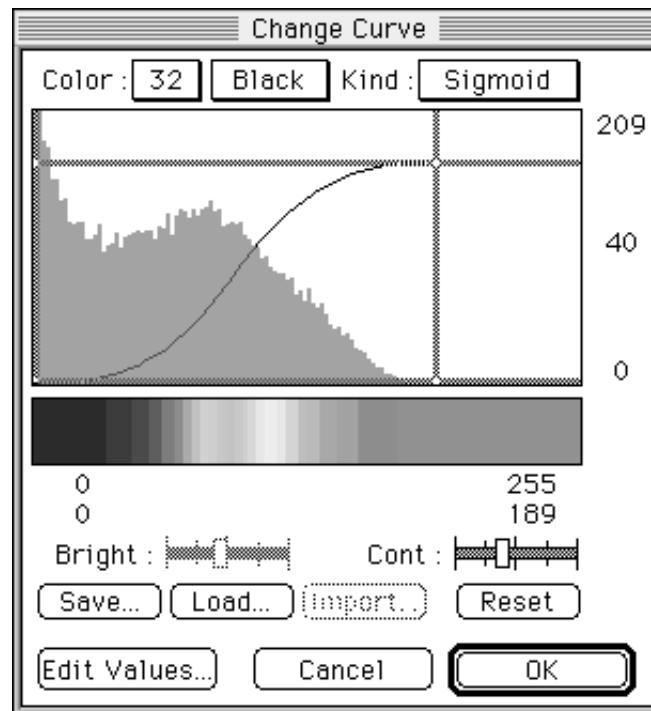 Change Curve
Color : 32 Black Kind : Sigmoid
209
40
0
0 255
0 189
Bright : Cont :
Save... Load... Import.. Reset
Edit Values... Cancel OK